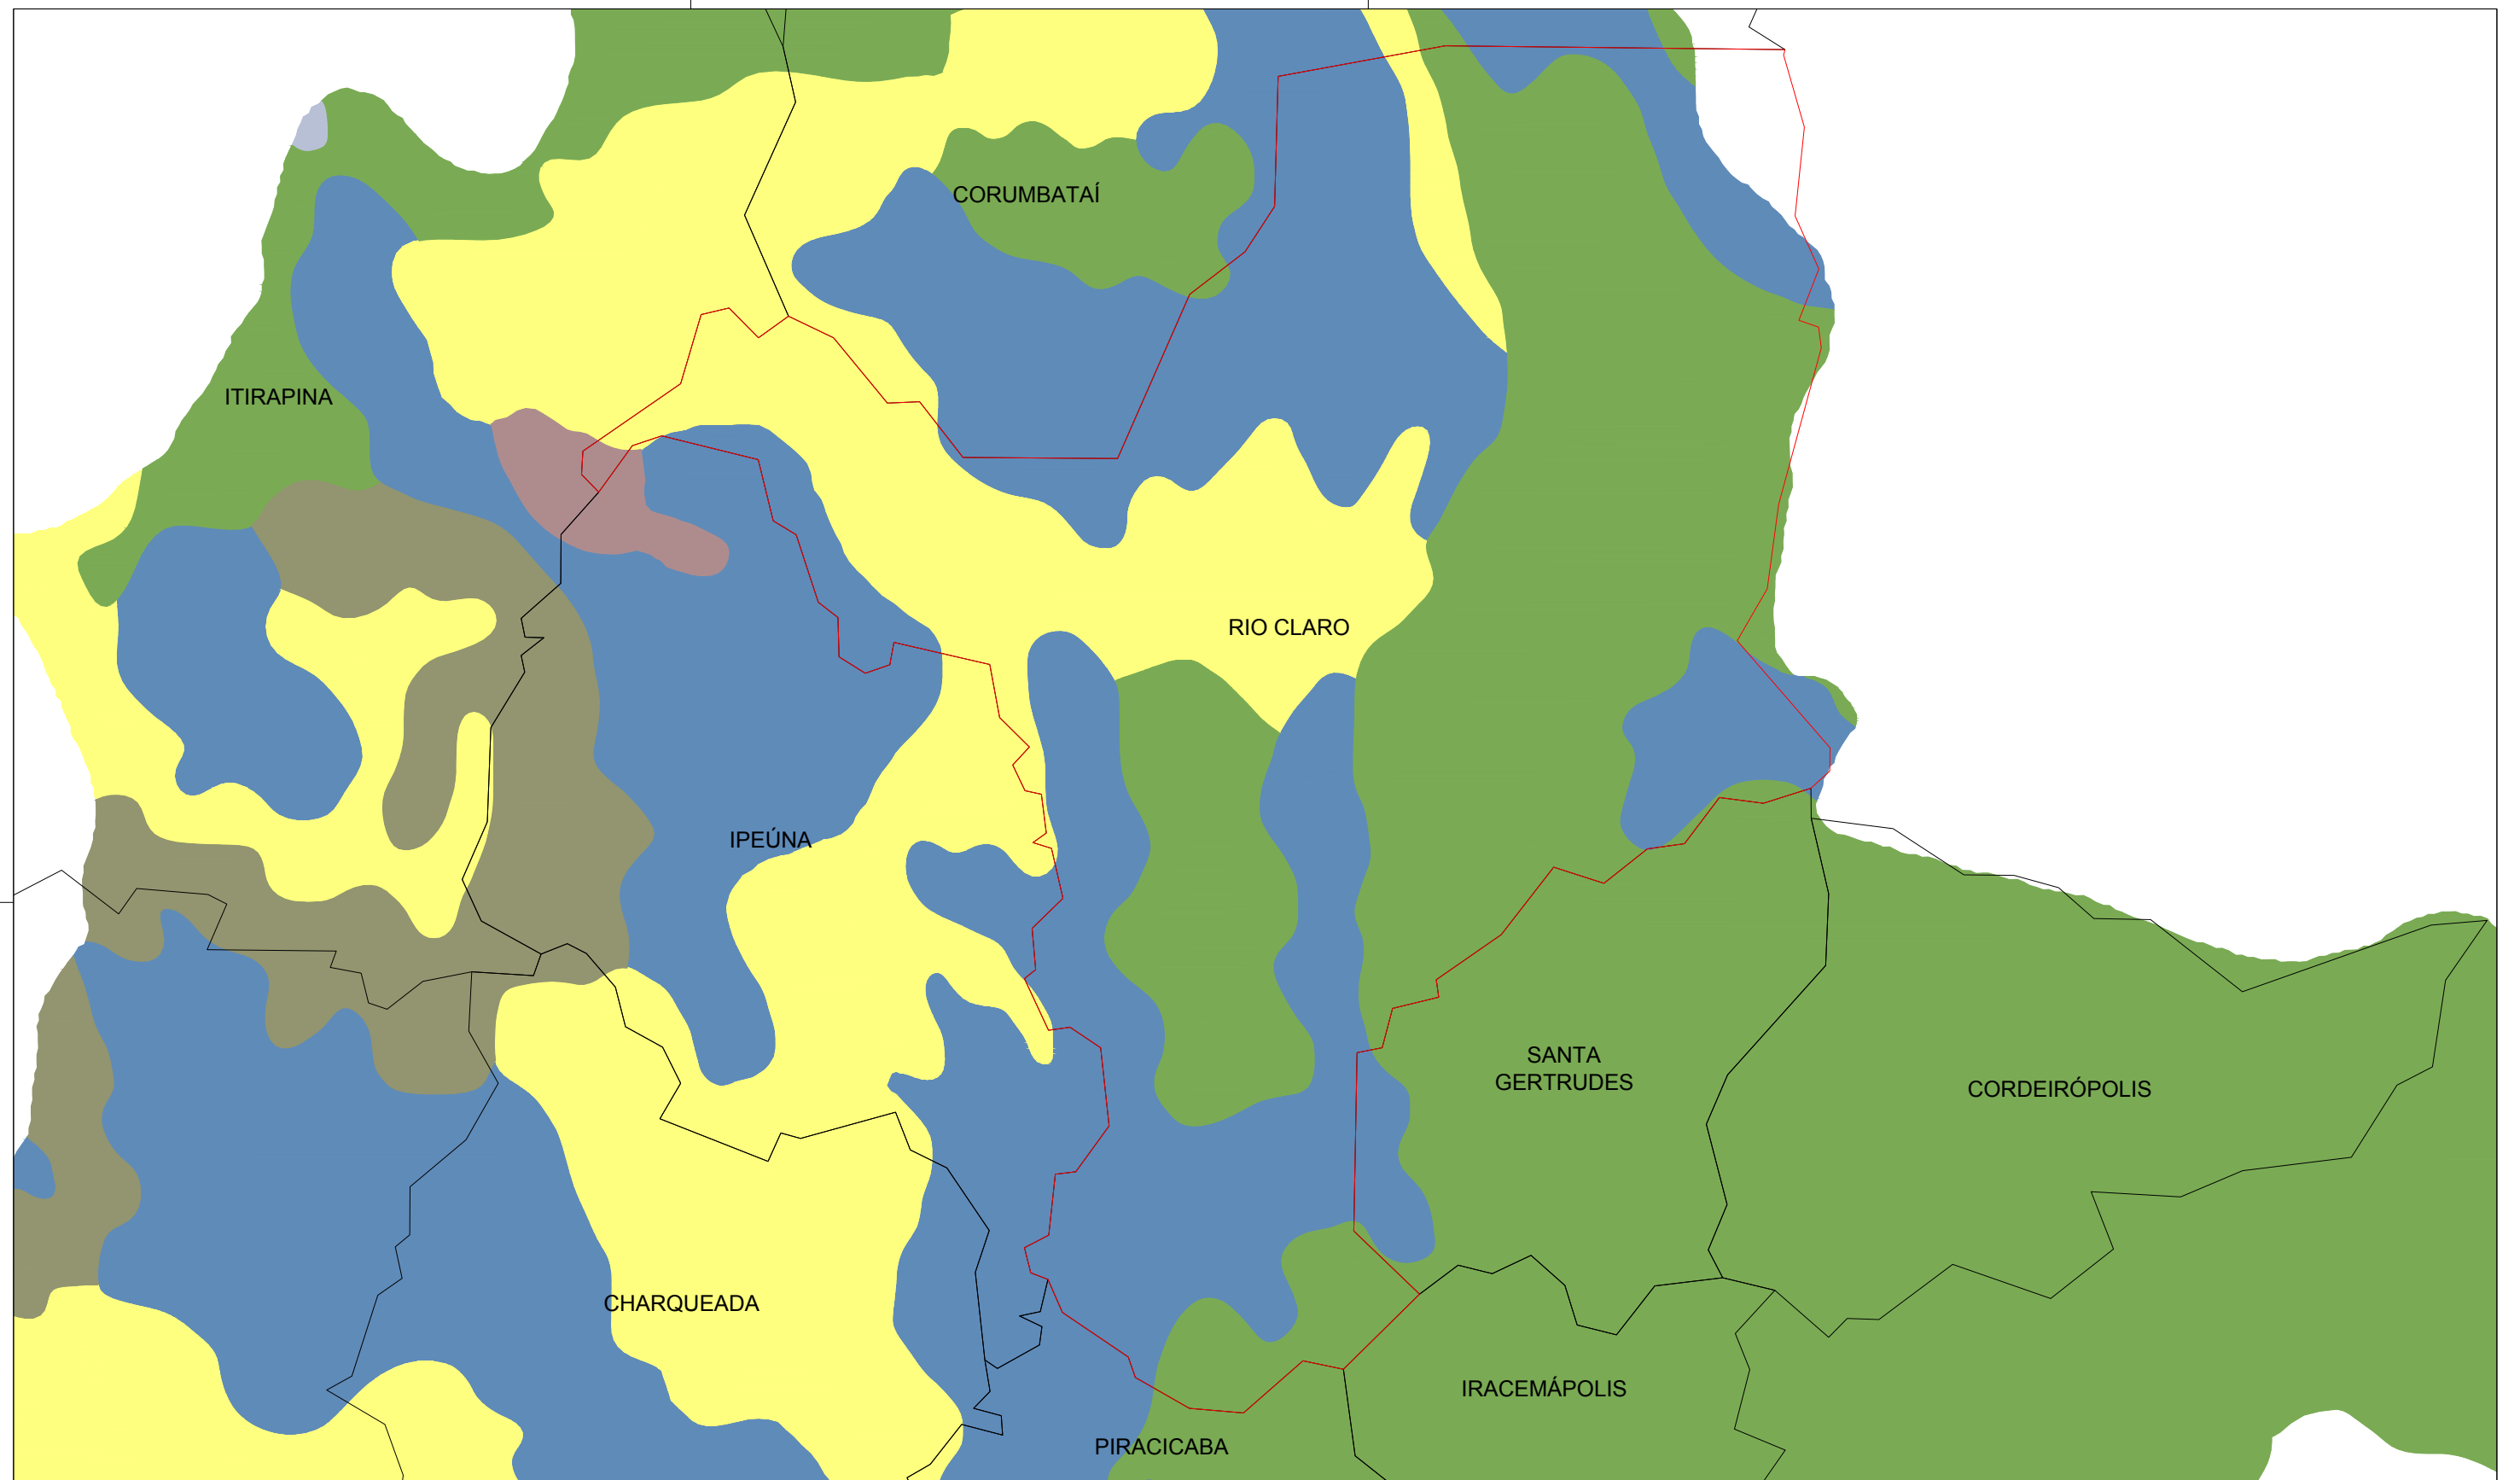 CORUMBATAÍ
ITIRAPINA
RIO CLARO
IPEÚNA
SANTA
GERTRUDES
CORDEIRÓPOLIS
CHARQUEADA
IRACEMÁPOLIS
PIRACICABA